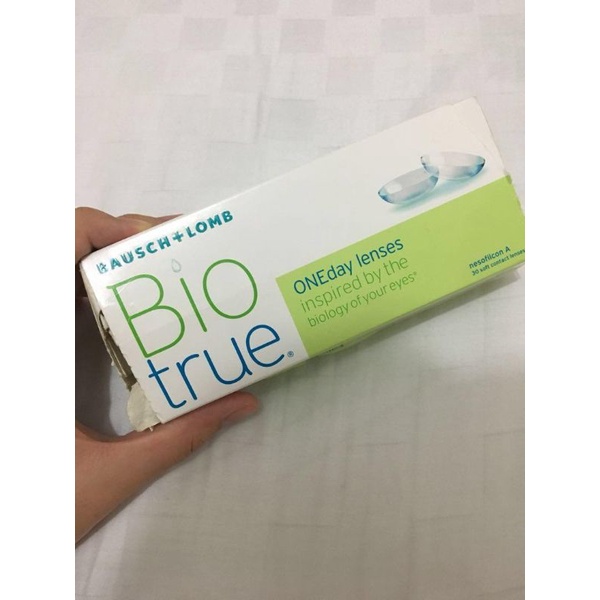 BAUSCH+LOMB
Bio
true®
ONEday lenses
inspired by the
biology of your eyes®
nesofilcon A
30 soft contact lenses